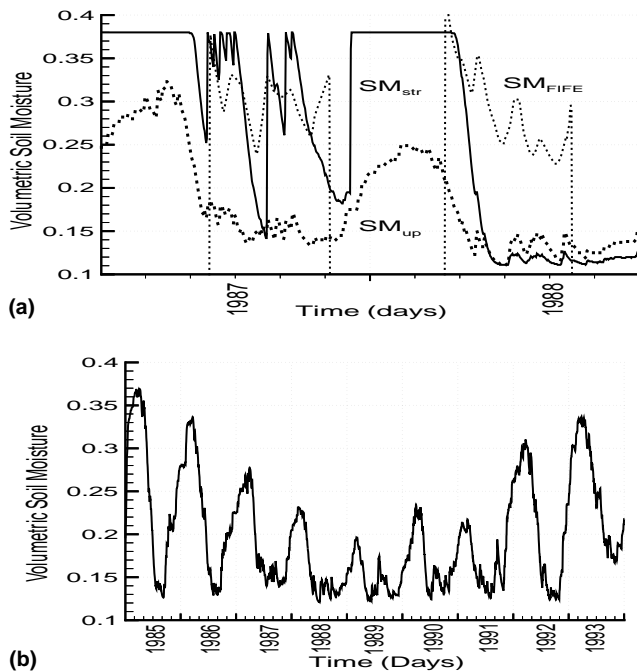 0.4
0.35
0.3
0.25
0.2
0.15
0.1
Volumetric Soil Moisture
SMstr
SMFIFE
SMup
1987
1988
Time (days)
(a)
0.4
0.35
0.3
0.25
0.2
0.15
0.1
Volumetric Soil Moisture
1985
1986
1987
1988
1989
1990
1991
1992
1993
Time (Days)
(b)